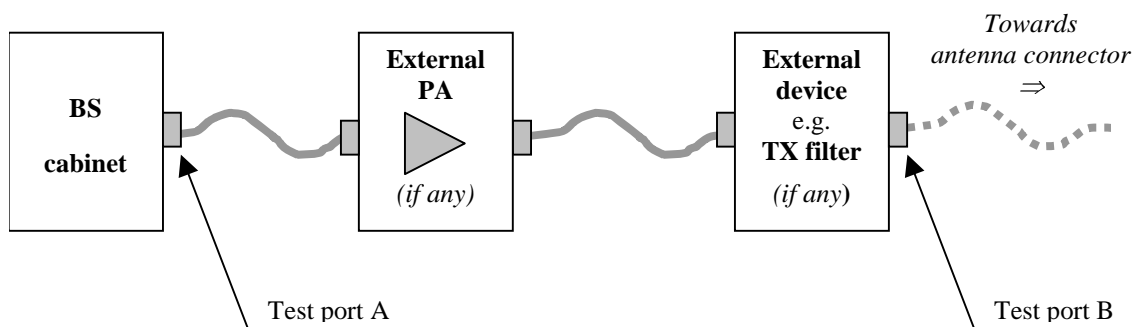 BS
cabinet
External
PA
(if any)
External
device
e.g.
TX filter
(if any)
Towards
antenna connector
⇒
Test port A
Test port B